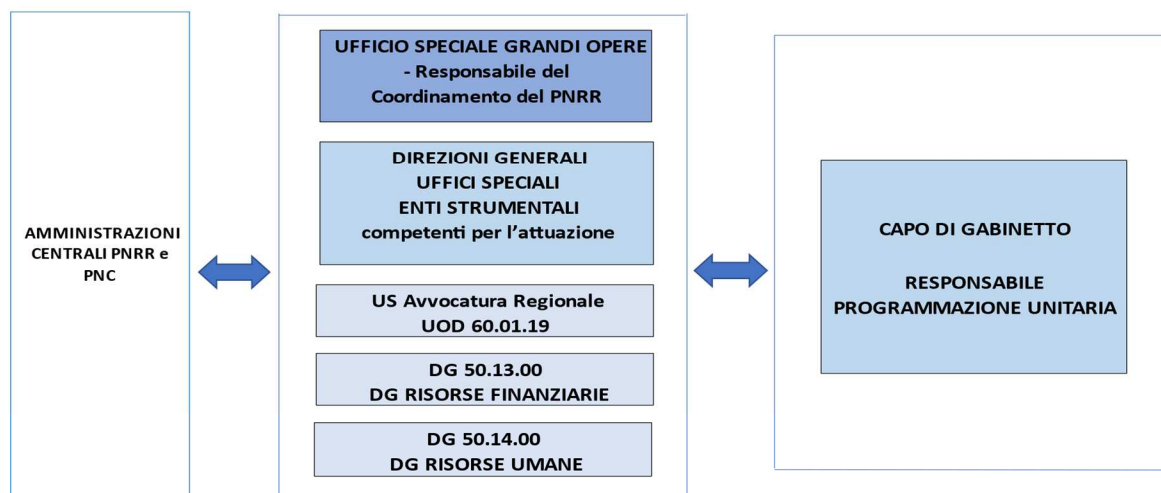 AMMINISTRAZIONI
CENTRALI PNRR e
PNC
UFFICIO SPECIALE GRANDI OPERE
- Responsabile del
Coordinamento del PNRR
DIREZIONI GENERALI
UFFICI SPECIALI
ENTI STRUMENTALI
competenti per l’attuazione
US Avvocatura Regionale
UOD 60.01.19
DG 50.13.00
DG RISORSE FINANZIARIE
DG 50.14.00
DG RISORSE UMANE
CAPO DI GABINETTO
RESPONSABILE
PROGRAMMAZIONE UNITARIA